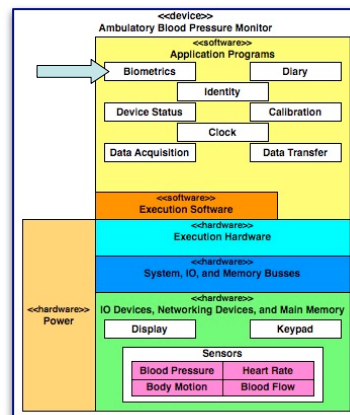 <<device>>
Ambulatory Blood Pressure Monitor
<<software>>
Application Programs
Biometrics
Diary
Identity
Device Status
Calibration
Clock
Data Acquisition
Data Transfer
<<software>>
Execution Software
<<hardware>>
Execution Hardware
<<hardware>>
System, IO, and Memory Busses
<<hardware>>
Power
<<hardware>>
IO Devices, Networking Devices, and Main Memory
Display
Keypad
Sensors
Blood Pressure
Heart Rate
Body Motion
Blood Flow